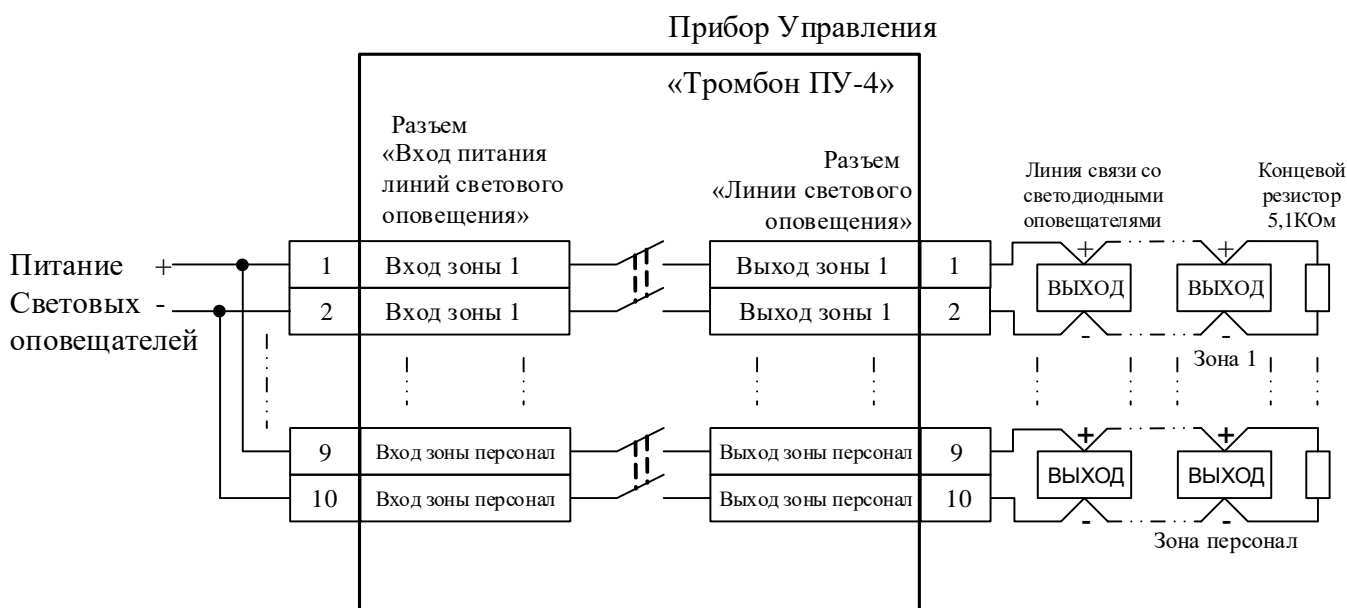 Прибор Управления
«Тромбон ПУ-4»
Разъем
«Вход питания
линий светового
оповещения»
Разъем
«Линии светового
оповещения»
Линия связи со
светодиодными
оповещателями
Концевой
резистор
5,1КОм
Питание +
Световых -
оповещателей
1 Вход зоны 1 Выход зоны 1 1
2 Вход зоны 1 Выход зоны 1 2
+ +
ВЫХОД ВЫХОД
- -
Зона 1
9 Вход зоны персонал Выход зоны персонал 9
10 Вход зоны персонал Выход зоны персонал 10
+ +
ВЫХОД ВЫХОД
- -
Зона персонал